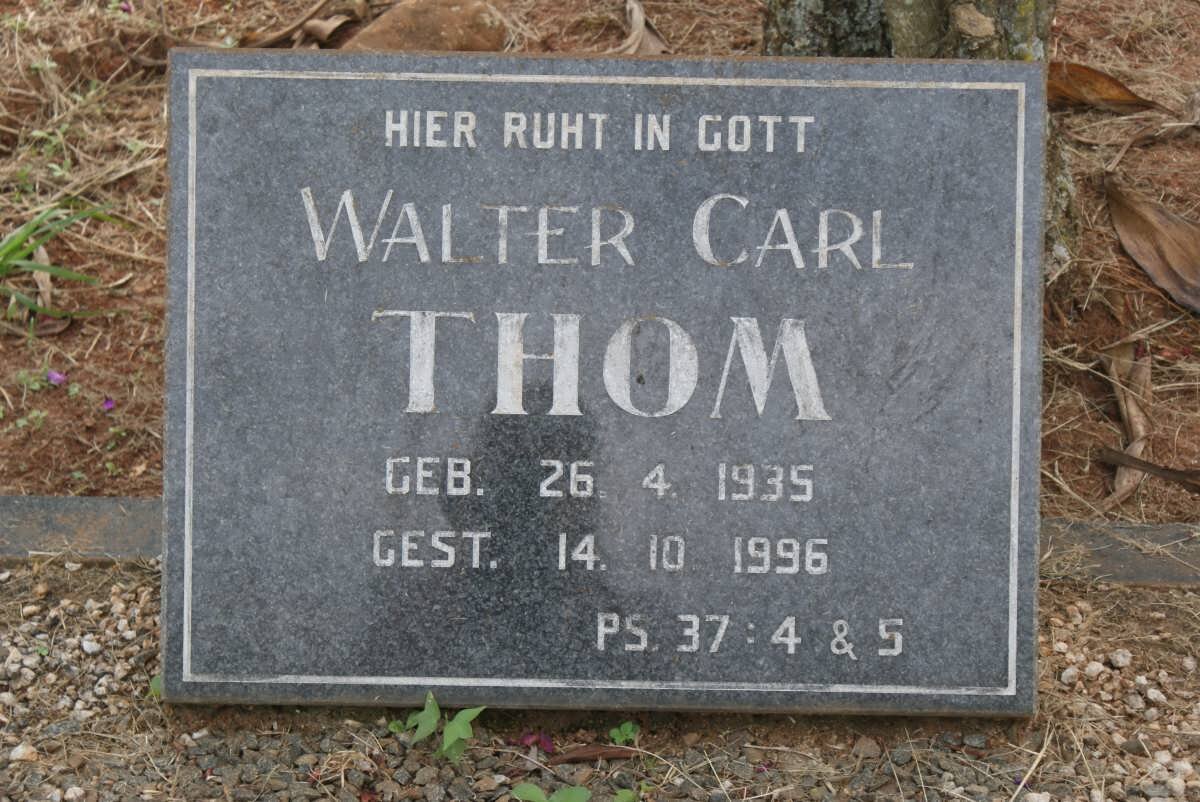 HIER RUHT IN GOTT
WALTER CARL
THOM
GEB. 26. 4. 1935
GEST. 14. 10. 1996
PS. 37:4 & 5